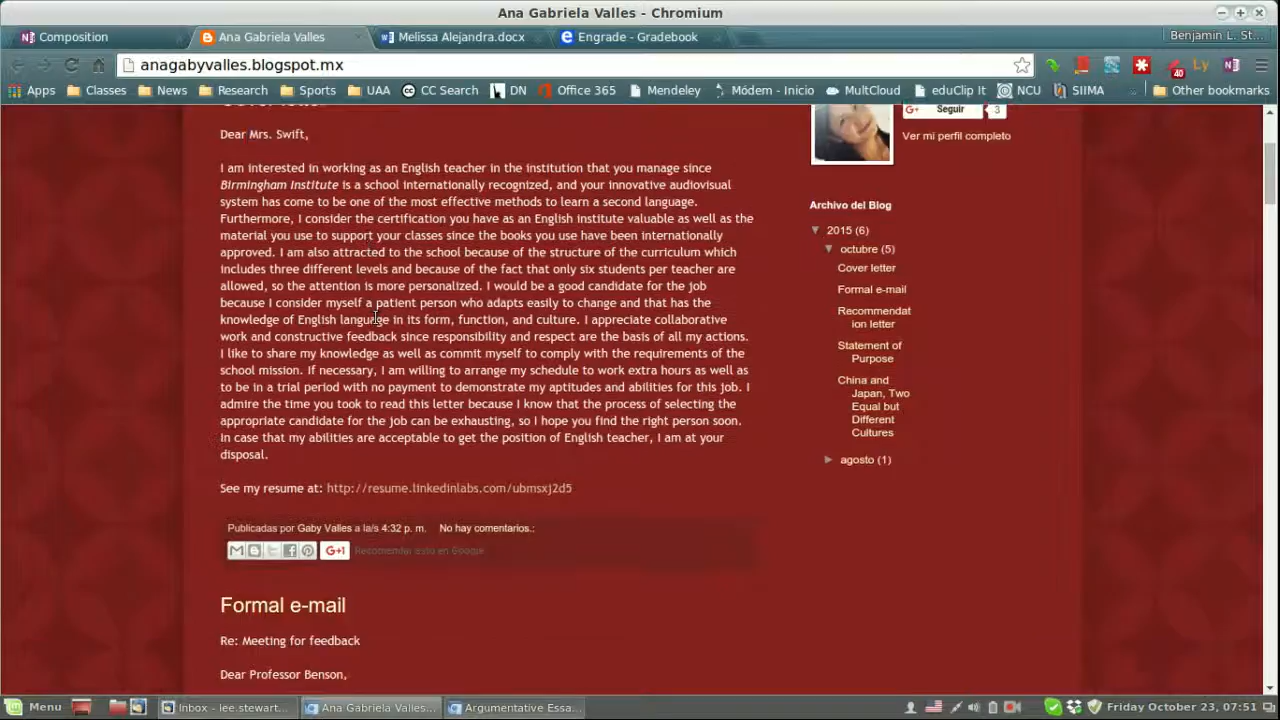 Ana Gabriela Valles - Chromium
Composition
Ana Gabriela Valles
Melissa Alejandra.docx
Engrade - Gradebook
Benjamin L. St...
anagabyvalles.blogspot.mx
40
Ly
Apps
Classes
News
Research
Sports
UAA
CC Search
DN
Office 365
Mendeley
Módem - Inicio
MultCloud
eduClip It
NCU
SIIMA
Other bookmarks
Dear Mrs. Swift,
I am interested in working as an English teacher in the institution that you manage since
Birmingham Institute is a school internationally recognized, and your innovative audiovisual
system has come to be one of the most effective methods to learn a second language.
Furthermore, I consider the certification you have as an English institute valuable as well as the
material you use to support your classes since the books you use have been internationally
approved. I am also attracted to the school because of the structure of the curriculum which
includes three different levels and because of the fact that only six students per teacher are
allowed, so the attention is more personalized. I would be a good candidate for the job
because I consider myself a patient person who adapts easily to change and that has the
knowledge of English language in its form, function, and culture. I appreciate collaborative
work and constructive feedback since responsibility and respect are the basis of all my actions.
I like to share my knowledge as well as commit myself to comply with the requirements of the
school mission. If necessary, I am willing to arrange my schedule to work extra hours as well as
to be in a trial period with no payment to demonstrate my aptitudes and abilities for this job. I
admire the time you took to read this letter because I know that the process of selecting the
appropriate candidate for the job can be exhausting, so I hope you find the right person soon.
In case that my abilities are acceptable to get the position of English teacher, I am at your
disposal.
See my resume at: http://resume.linkedinlabs.com/ubmsxj2d5
Publicadas por Gaby Valles a la/s 4:32 p. m. No hay comentarios.:
G+1 Recomendar esto en Google
Formal e-mail
Re: Meeting for feedback
Dear Professor Benson,
G+ Seguir 3
Ver mi perfil completo
Archivo del Blog
▼ 2015 (6)
▼ octubre (5)
Cover letter
Formal e-mail
Recommendat
ion letter
Statement of
Purpose
China and
Japan, Two
Equal but
Different
Cultures
► agosto (1)
Menu
Inbox - lee.stewart...
Ana Gabriela Valles...
Argumentative Essa...
Friday October 23, 07:51